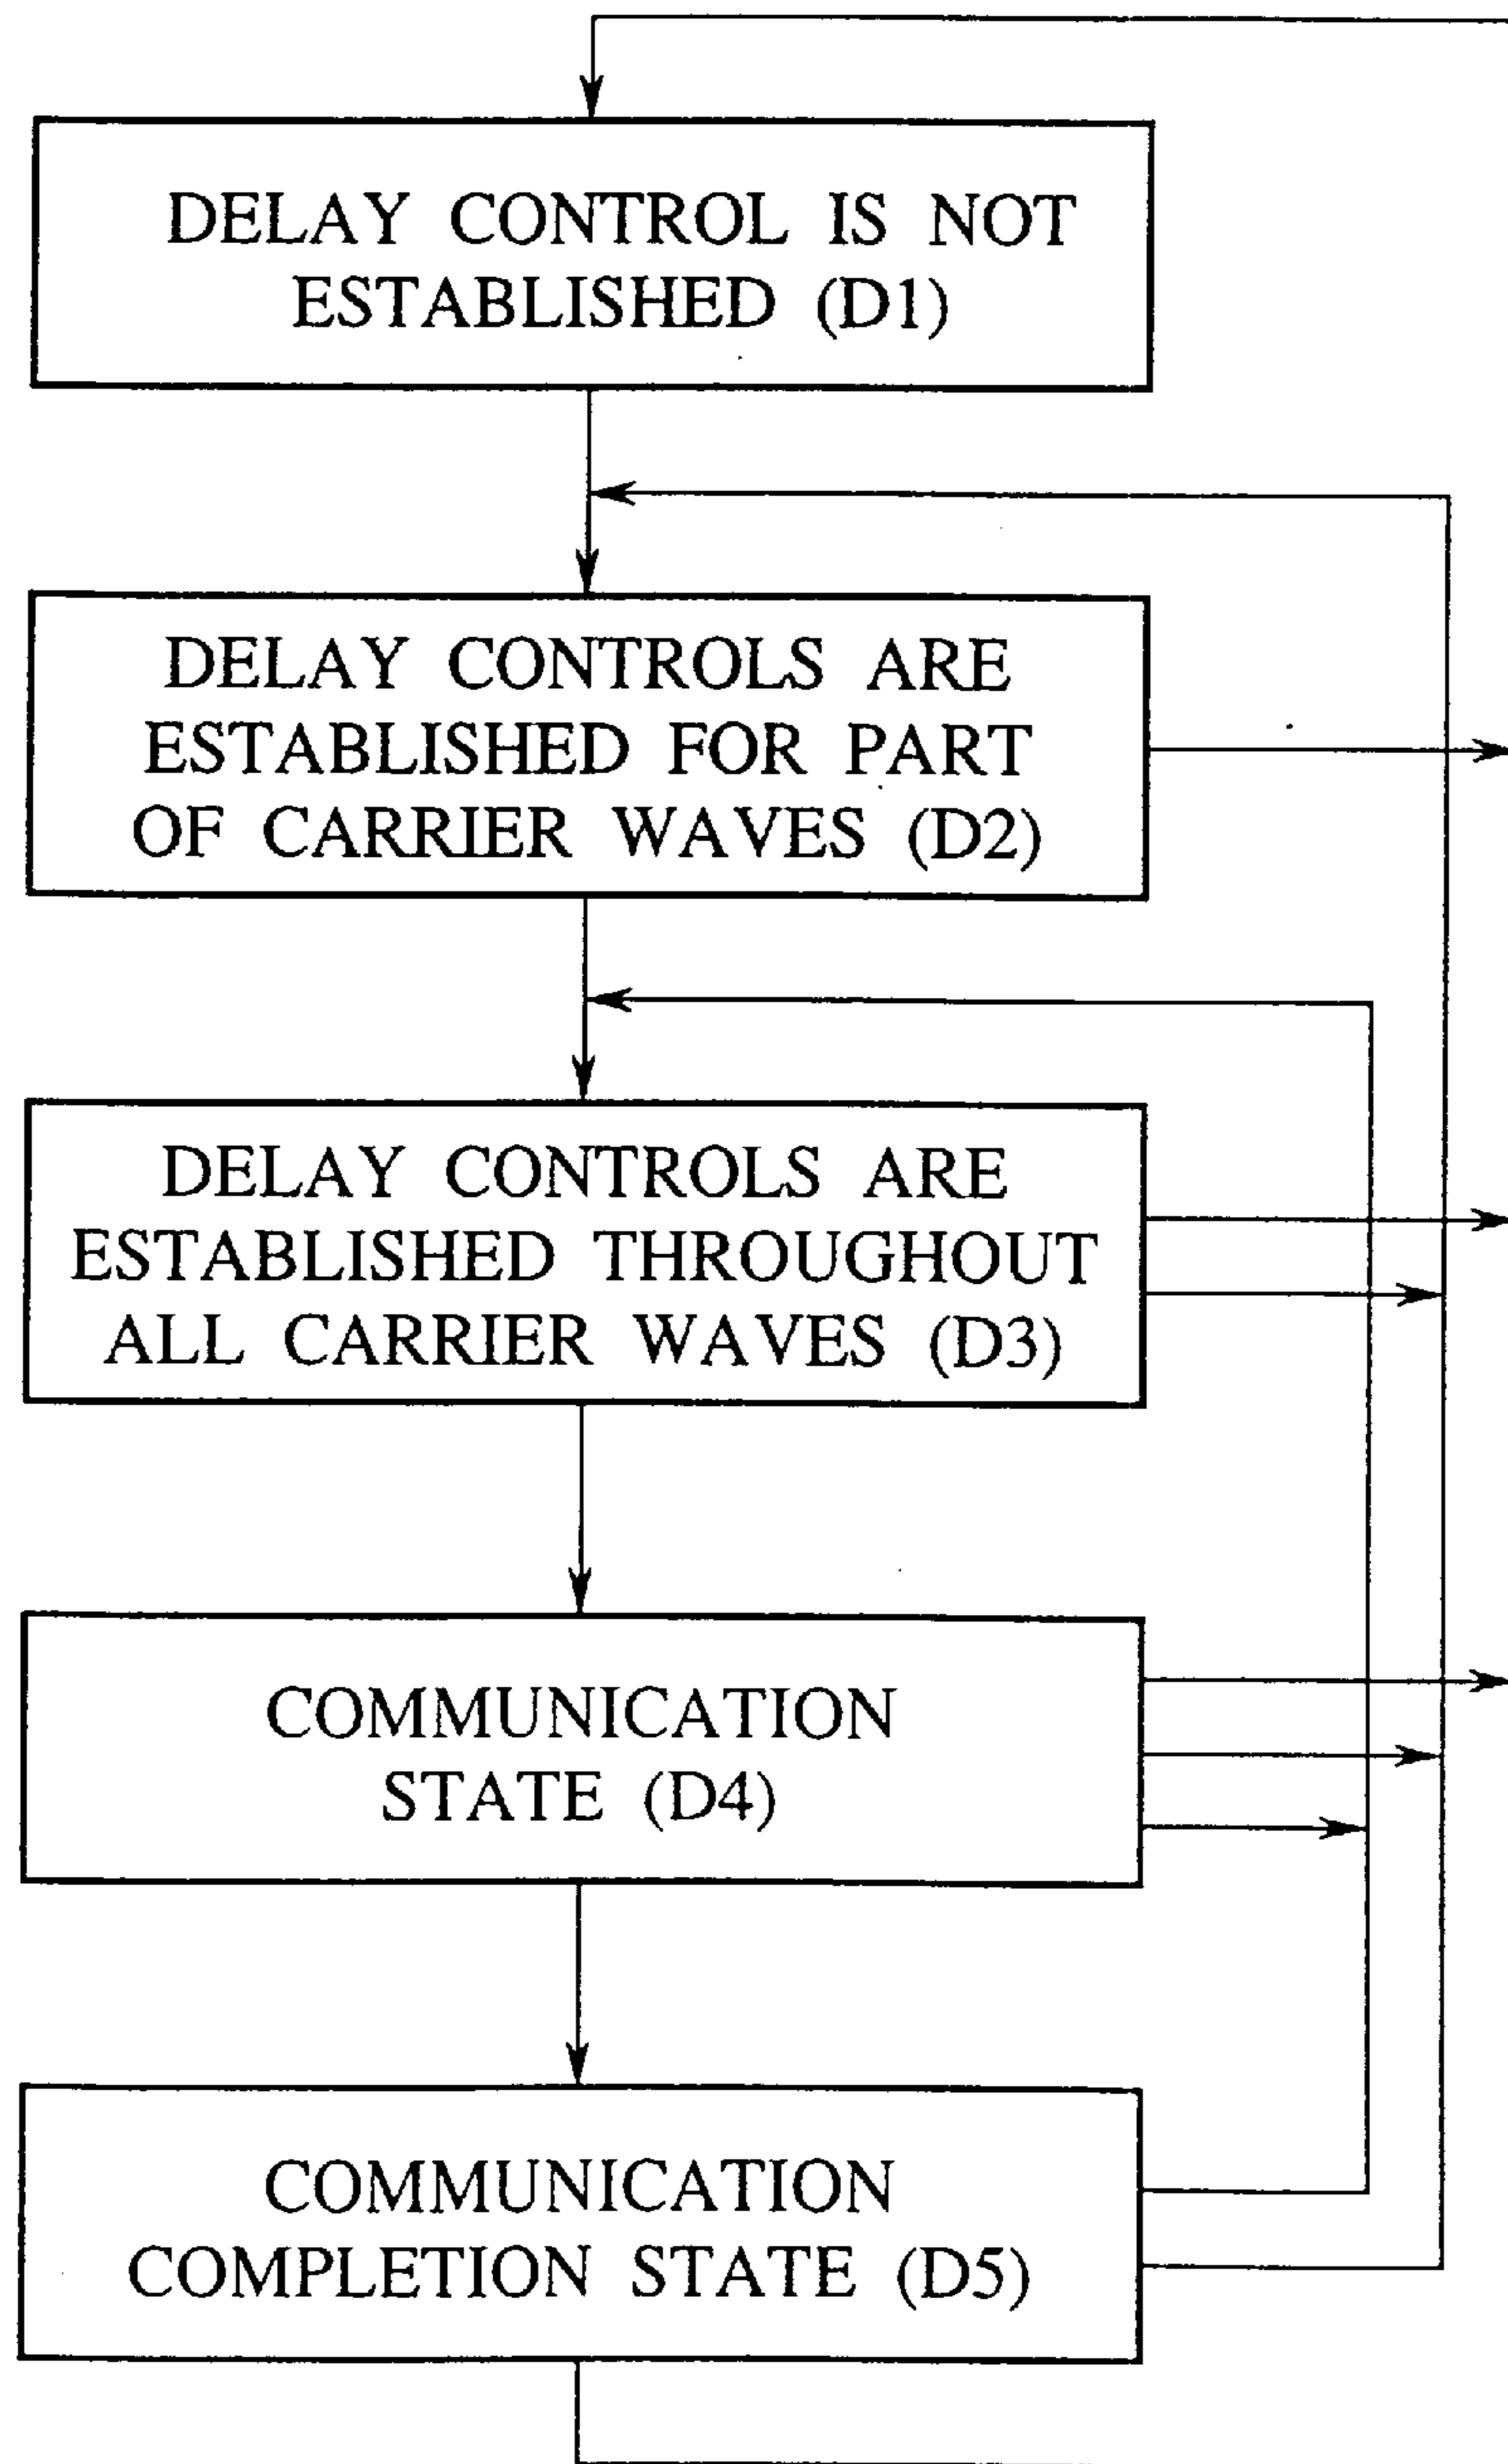 DELAY CONTROL IS NOT
ESTABLISHED (D1)
DELAY CONTROLS ARE
ESTABLISHED FOR PART
OF CARRIER WAVES (D2)
DELAY CONTROLS ARE
ESTABLISHED THROUGHOUT
ALL CARRIER WAVES (D3)
COMMUNICATION
STATE (D4)
COMMUNICATION
COMPLETION STATE (D5)